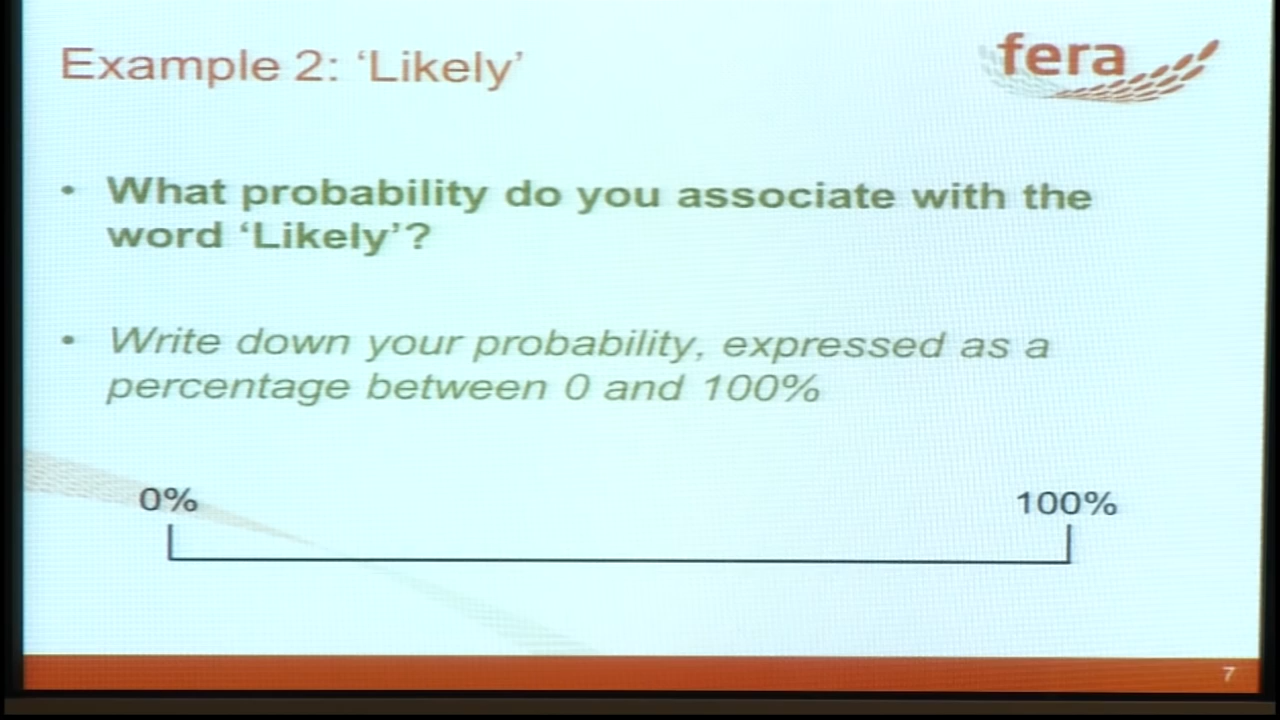 Example 2: ‘Likely’
fera
• What probability do you associate with the
word ‘Likely’?
• Write down your probability, expressed as a
percentage between 0 and 100%
0%
100%
7